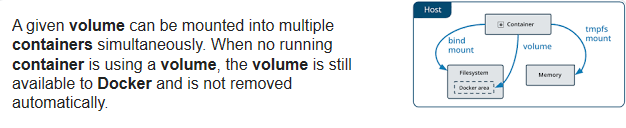 A given volume can be mounted into multiple
containers simultaneously. When no running
container is using a volume, the volume is still
available to Docker and is not removed
automatically.
Host
Container
bind
mount
volume
tmpfs
mount
Filesystem
Docker area
Memory